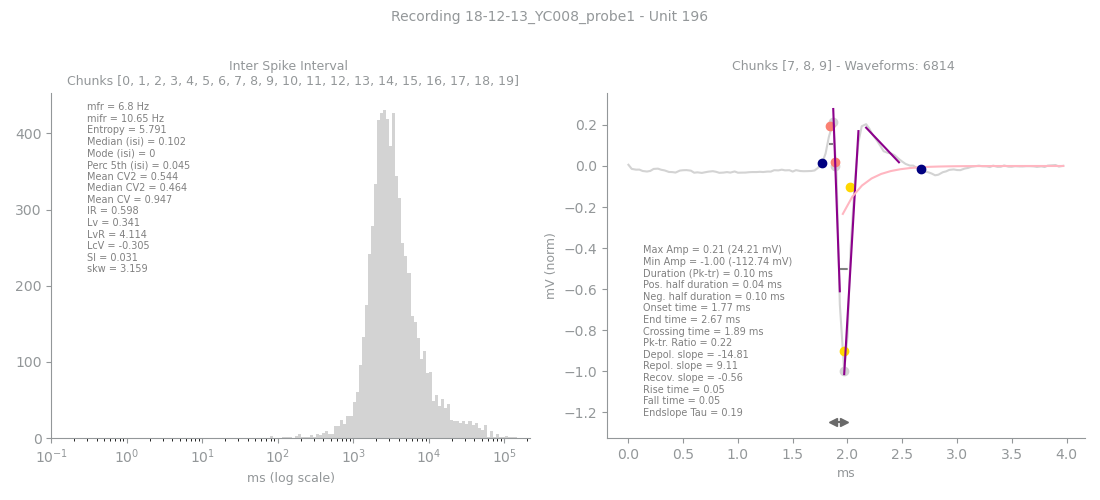 Recording 18-12-13_YC008_probe1 - Unit 196
Inter Spike Interval
Chunks [0, 1, 2, 3, 4, 5, 6, 7, 8, 9, 10, 11, 12, 13, 14, 15, 16, 17, 18, 19]
mfr = 6.8 Hz
mifr = 10.65 Hz
Entropy = 5.791
Median (isi) = 0.102
Mode (isi) = 0
Perc 5th (isi) = 0.045
Mean CV2 = 0.544
Median CV2 = 0.464
Mean CV = 0.947
IR = 0.598
Lv = 0.341
LvR = 4.114
LcV = -0.305
SI = 0.031
skw = 3.159
400
300
200
100
0
10⁻¹ 10⁰ 10¹ 10² 10³ 10⁴ 10⁵
ms (log scale)
Chunks [7, 8, 9] - Waveforms: 6814
mV (norm)
0.2
0.0
−0.2
−0.4
−0.6
−0.8
−1.0
−1.2
Max Amp = 0.21 (24.21 mV)
Min Amp = -1.00 (-112.74 mV)
Duration (Pk-tr) = 0.10 ms
Pos. half duration = 0.04 ms
Neg. half duration = 0.10 ms
Onset time = 1.77 ms
End time = 2.67 ms
Crossing time = 1.89 ms
Pk-tr. Ratio = 0.22
Depol. slope = -14.81
Repol. slope = 9.11
Recov. slope = -0.56
Rise time = 0.05
Fall time = 0.05
Endslope Tau = 0.19
0.0 0.5 1.0 1.5 2.0 2.5 3.0 3.5 4.0
ms